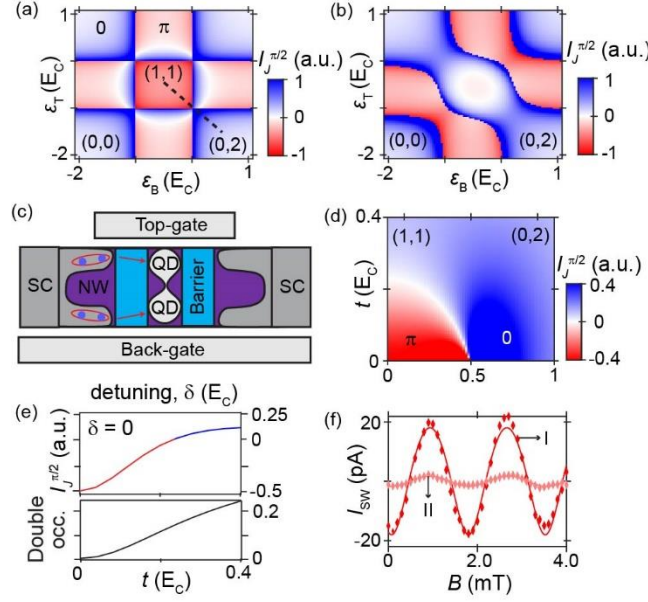 (a)
1
0
π
(1,1)
(0,0)
(0,2)
-2
-2
1
ε_T (E_C)
ε_B (E_C)
I_J^{π/2} (a.u.)
1
0
-1
(b)
1
(0,0)
(0,2)
-2
-2
1
ε_T (E_C)
ε_B (E_C)
I_J^{π/2} (a.u.)
1
0
-1
(c)
Top-gate
SC
NW
QD
QD
Barrier
SC
Back-gate
(d)
0.4
(1,1)
(0,2)
t (E_C)
π
0
0
0
0.5
1
I_J^{π/2} (a.u.)
0.4
0
-0.4
detuning, δ (E_C)
(e)
I_J^{π/2} (a.u.)
δ = 0
0.25
0
-0.5
Double
occ.
0.2
0
0
0.4
t (E_C)
(f)
20
I_SW (pA)
-20
I
II
0
2.0
4.0
B (mT)